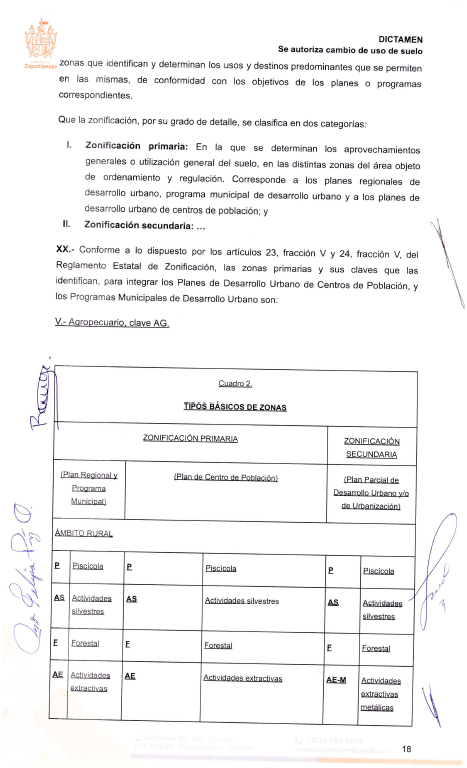 Zapotlanejo
DICTAMEN
Se autoriza cambio de uso de suelo
zonas que identifican y determinan los usos y destinos predominantes que se permiten
en las mismas, de conformidad con los objetivos de los planes o programas
correspondientes.
Que la zonificación, por su grado de detalle, se clasifica en dos categorías:
I. Zonificación primaria: En la que se determinan los aprovechamientos
generales o utilización general del suelo, en las distintas zonas del área objeto
de ordenamiento y regulación. Corresponde a los planes regionales de
desarrollo urbano, programa municipal de desarrollo urbano y a los planes de
desarrollo urbano de centros de población; y
II. Zonificación secundaria: ...
XX.- Conforme a lo dispuesto por los artículos 23, fracción V y 24, fracción V, del
Reglamento Estatal de Zonificación, las zonas primarias y sus claves que las
identifican, para integrar los Planes de Desarrollo Urbano de Centros de Población, y
los Programas Municipales de Desarrollo Urbano son:
V.- Agropecuario, clave AG.
Cuadro 2.
TIPOS BÁSICOS DE ZONAS
ZONIFICACIÓN PRIMARIA
ZONIFICACIÓN
SECUNDARIA
(Plan Regional y
Programa
Municipal)
(Plan de Centro de Población)
(Plan Parcial de
Desarrollo Urbano y/o
de Urbanización)
ÁMBITO RURAL
P Piscícola P Piscícola P Piscícola
AS Actividades
silvestres
AS Actividades silvestres AS Actividades
silvestres
F Forestal F Forestal F Forestal
AE Actividades
extractivas
AE Actividades extractivas AE-M Actividades
extractivas
metálicas
18